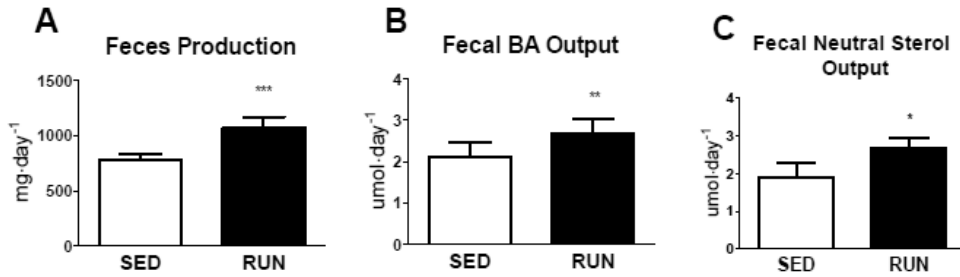 A
Feces Production
1500
1000
500
0
mg·day⁻¹
***
SED
RUN
B
Fecal BA Output
4
3
2
1
0
umol·day⁻¹
**
SED
RUN
C
Fecal Neutral Sterol
Output
4
3
2
1
0
umol·day⁻¹
*
SED
RUN